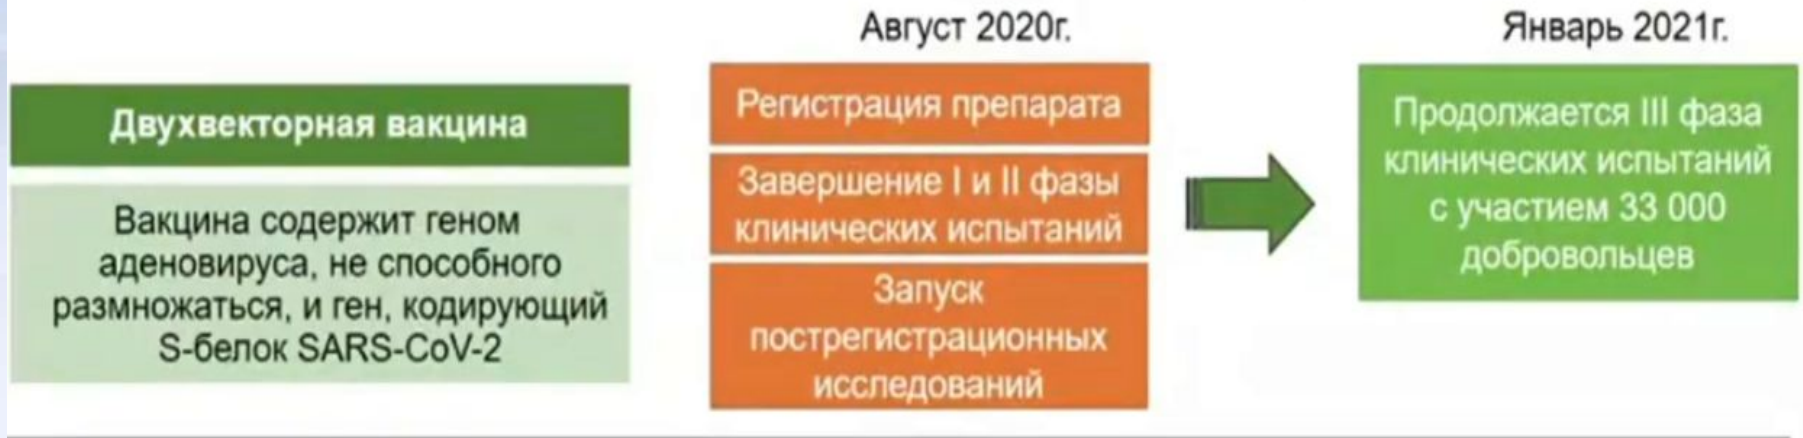 Двухвекторная вакцина
Вакцина содержит геном
аденовируса, не способного
размножаться, и ген, кодирующий
S-белок SARS-CoV-2
Август 2020г.
Регистрация препарата
Завершение I и II фазы
клинических испытаний
Запуск
пострегистрационных
исследований
Январь 2021г.
Продолжается III фаза
клинических испытаний
с участием 33 000
добровольцев